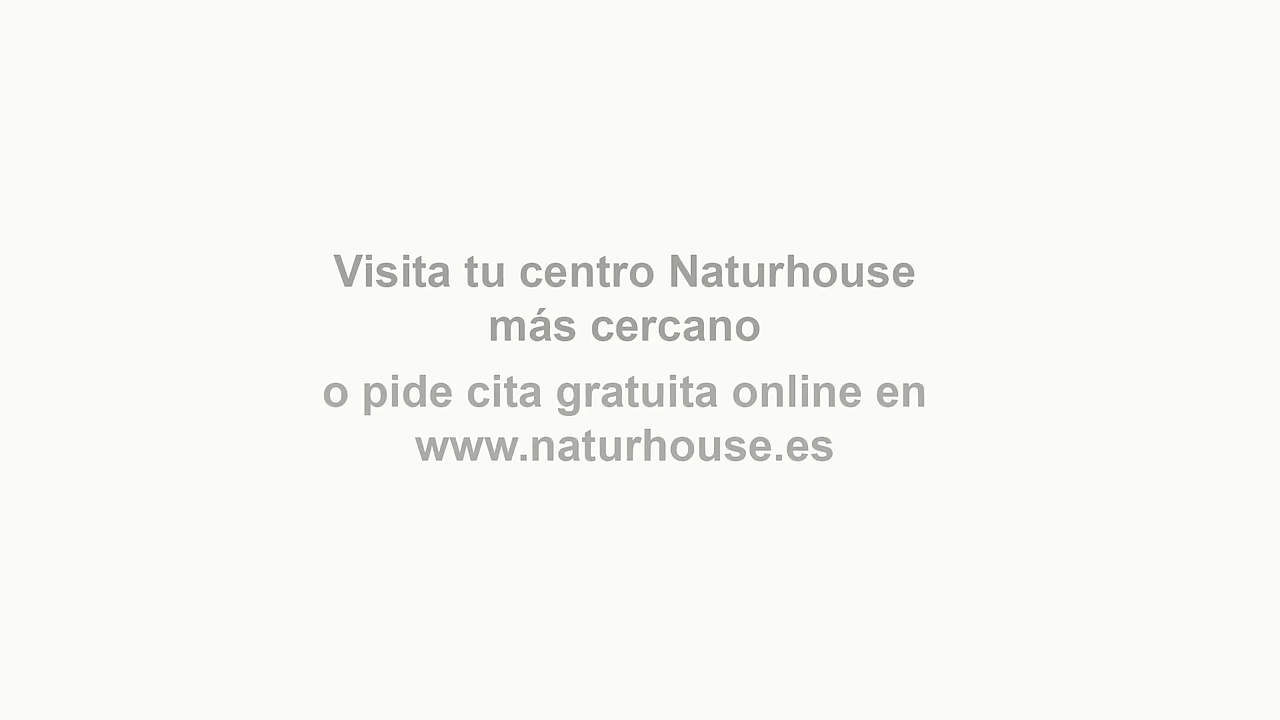 Visita tu centro Naturhouse
más cercano
o pide cita gratuita online en
www.naturhouse.es